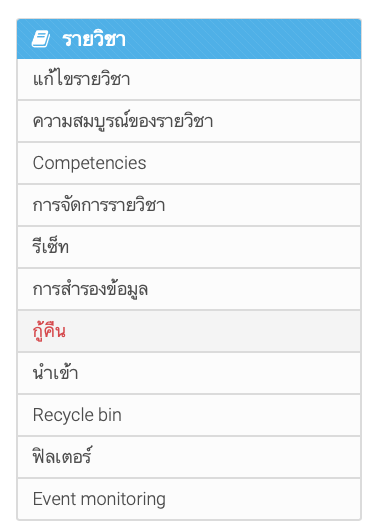 รายวิชา
แก้ไขรายวิชา
ความสมบูรณ์ของรายวิชา
Competencies
การจัดการรายวิชา
รีเซ็ท
การสำรองข้อมูล
กู้คืน
นำเข้า
Recycle bin
ฟิลเตอร์
Event monitoring